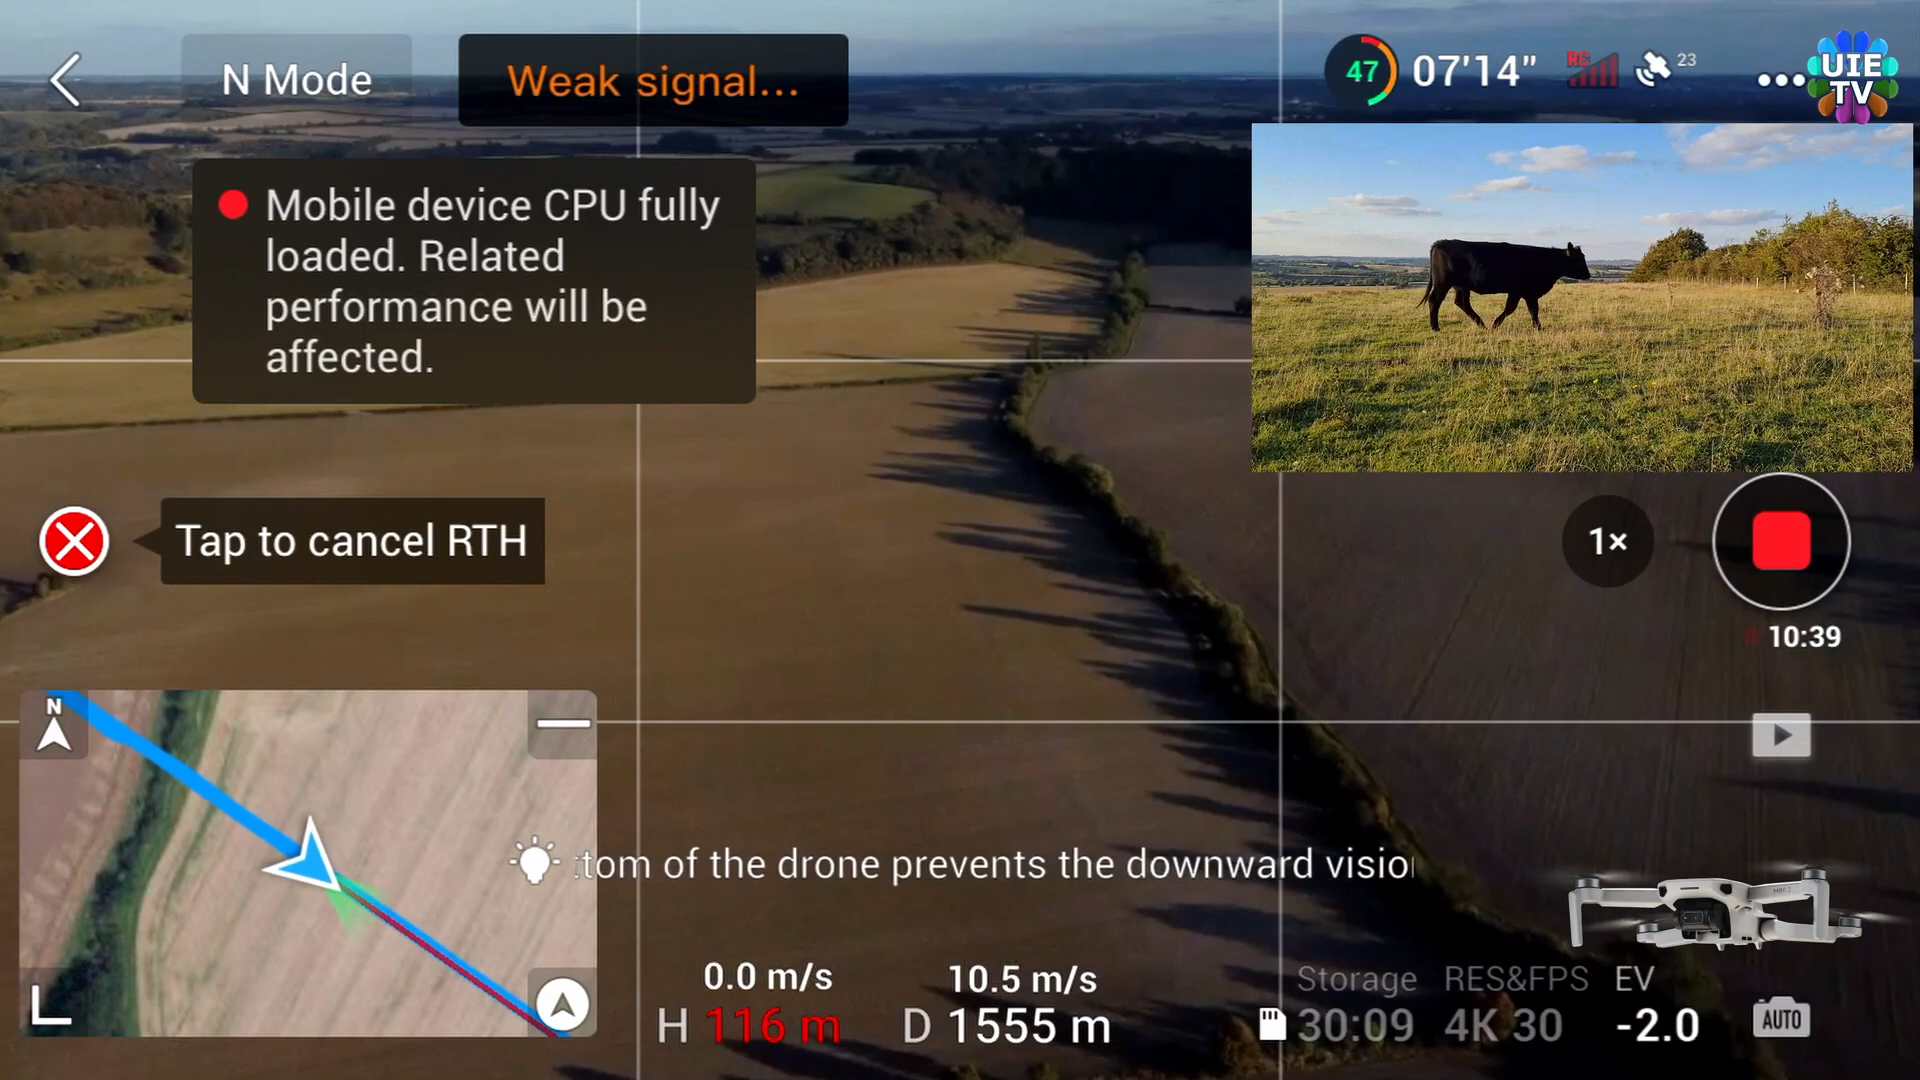 N Mode
Weak signal...
47
07'14"
RC
23
UIE
TV
Mobile device CPU fully
loaded. Related
performance will be
affected.
Tap to cancel RTH
1×
10:39
N
tom of the drone prevents the downward visio
0.0 m/s
10.5 m/s
H 116 m
D 1555 m
Storage
RES&FPS
EV
30:09
4K 30
-2.0
AUTO